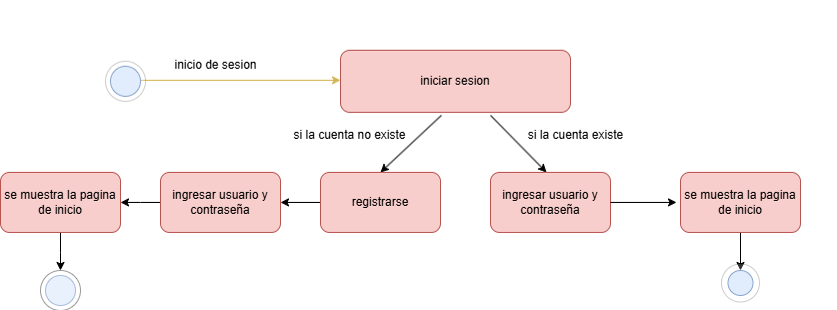 inicio de sesion
iniciar sesion
si la cuenta no existe
si la cuenta existe
se muestra la pagina
de inicio
ingresar usuario y
contraseña
registrarse
ingresar usuario y
contraseña
se muestra la pagina
de inicio